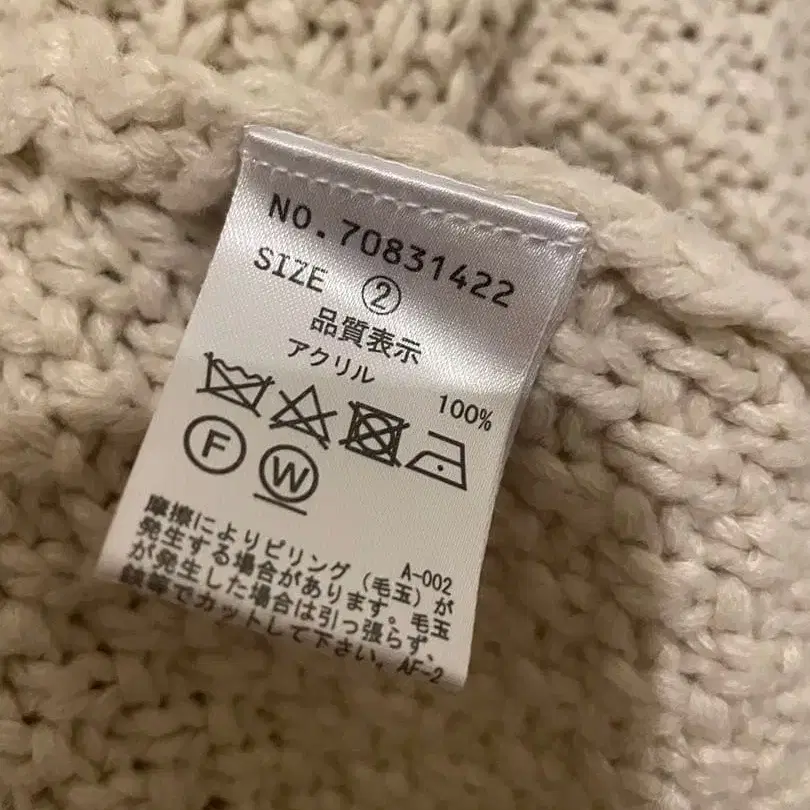 NO.70831422
SIZE ②
品質表示
アクリル 100%
F W
摩擦によりピリング(毛玉)が A-002
発生する場合があります。毛玉
が発生した場合は引っ張らず、
鋏等でカットして下さい。AF-2